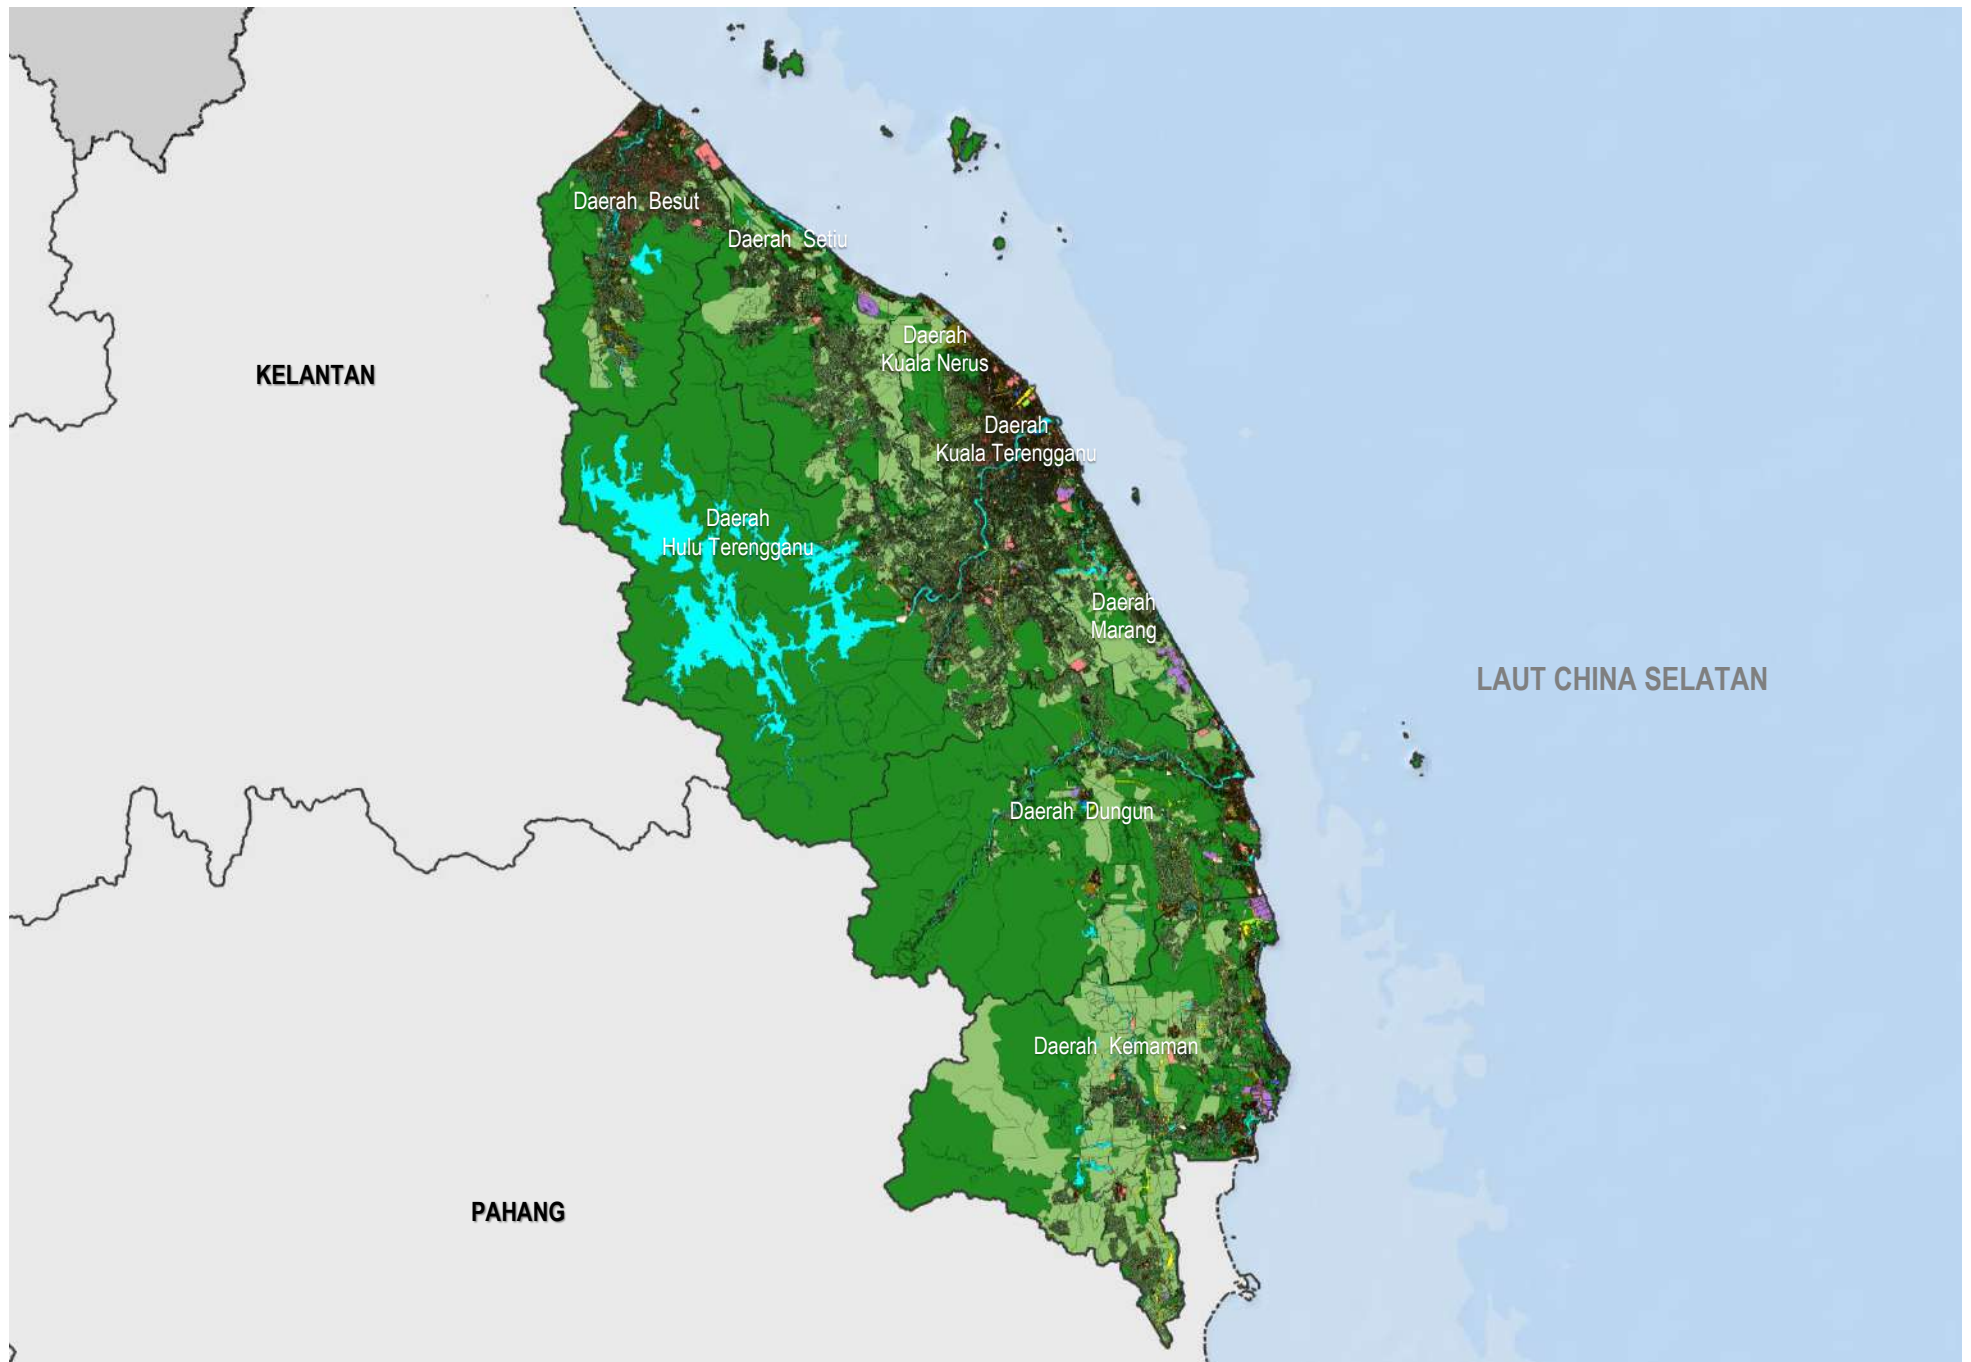 Daerah Besut
Daerah Setiu
Daerah
Kuala Nerus
KELANTAN
Daerah
Kuala Terengganu
Daerah
Hulu Terengganu
Daerah
Marang
LAUT CHINA SELATAN
Daerah Dungun
Daerah Kemaman
PAHANG